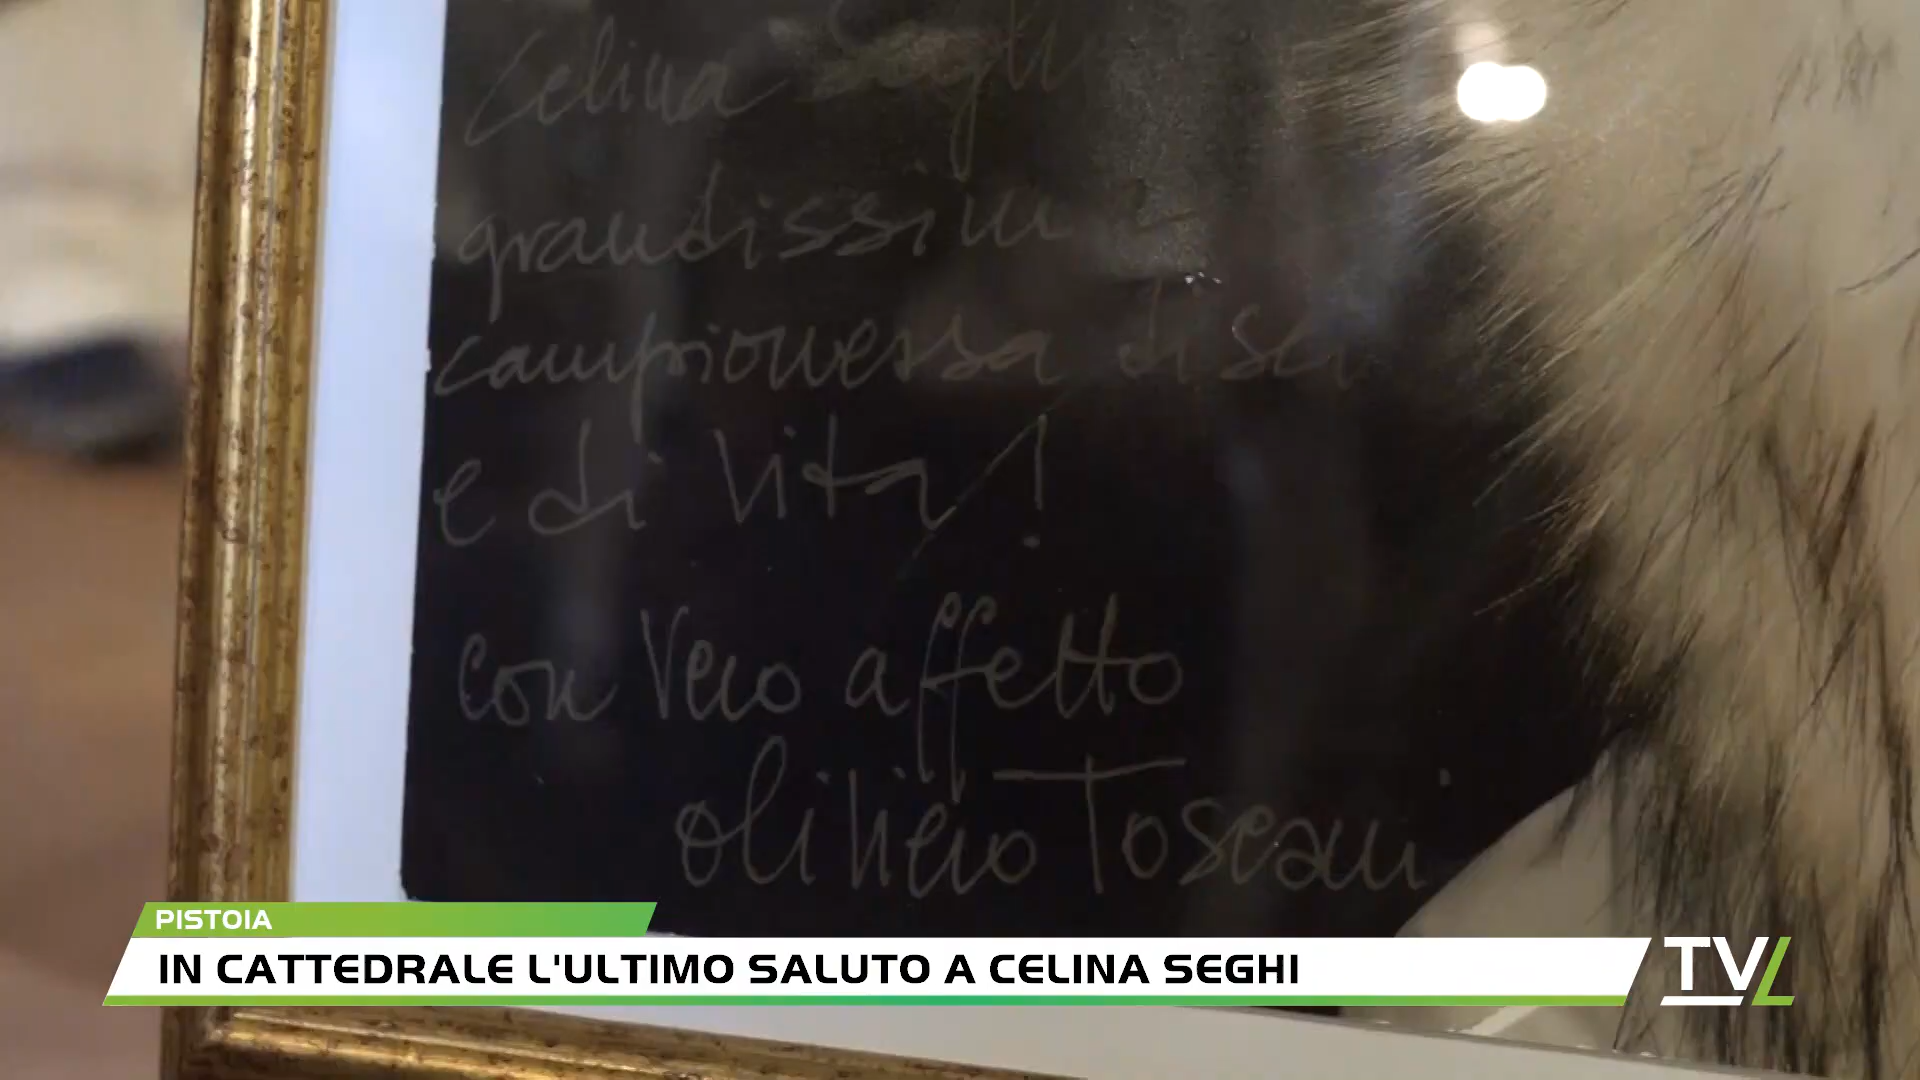 Celina Seghi
grandissima
campionessa di sci
e di vita!
con vero affetto
oliviero Toscani
PISTOIA
IN CATTEDRALE L'ULTIMO SALUTO A CELINA SEGHI
TVL